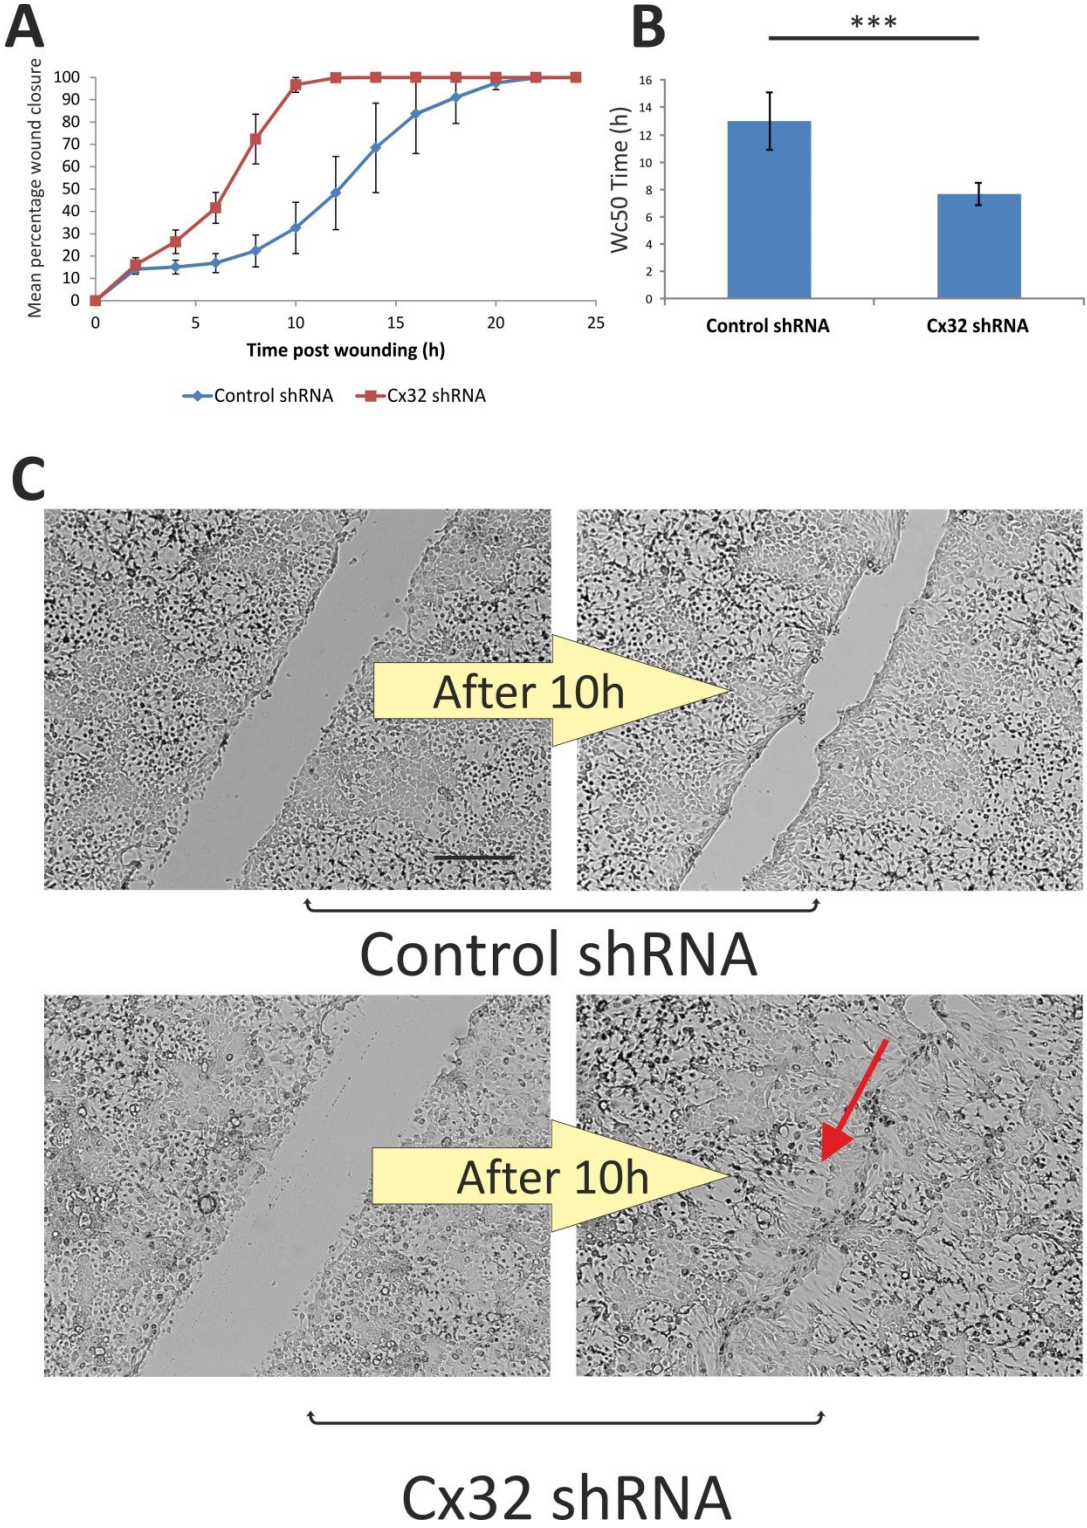 A
Mean percentage wound closure
100
90
80
70
60
50
40
30
20
10
0
0 5 10 15 20 25
Time post wounding (h)
Control shRNA Cx32 shRNA
B
***
Wc50 Time (h)
16
14
12
10
8
6
4
2
0
Control shRNA Cx32 shRNA
C
After 10h
Control shRNA
After 10h
Cx32 shRNA